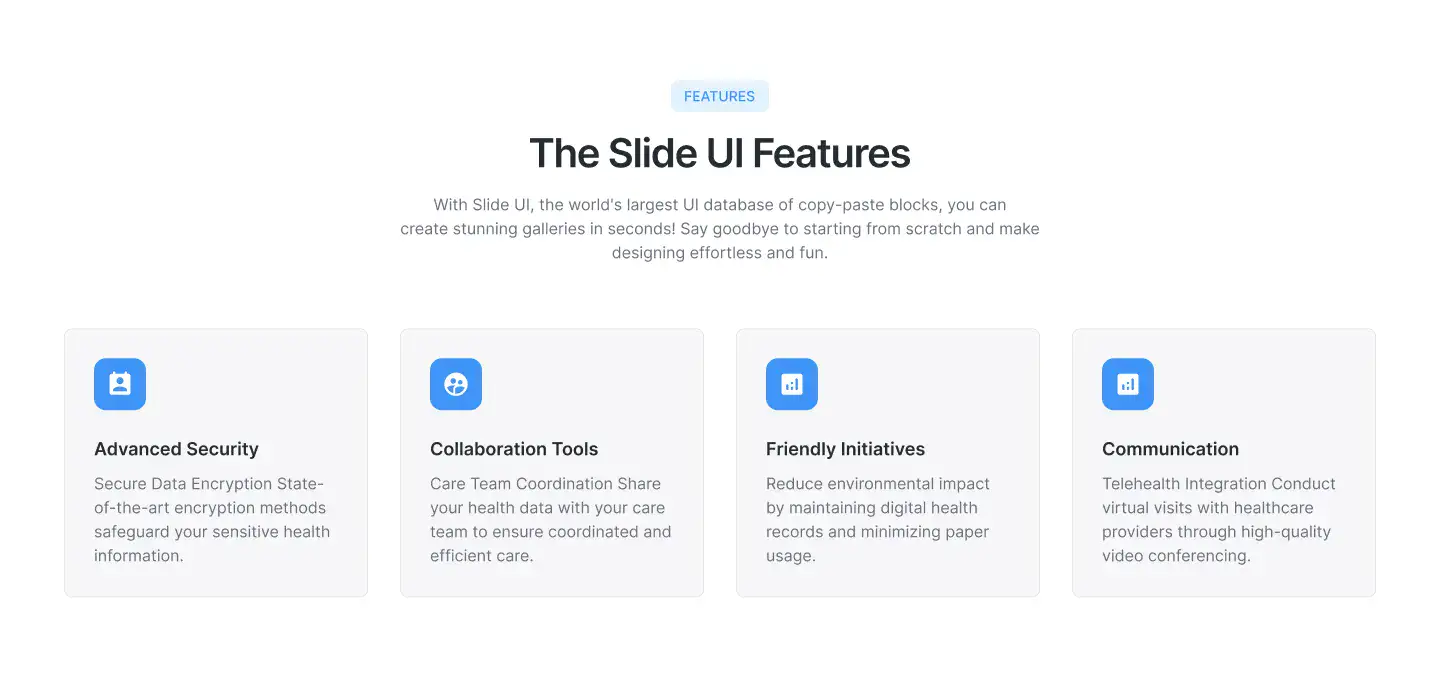 FEATURES
The Slide UI Features
With Slide UI, the world's largest UI database of copy-paste blocks, you can
create stunning galleries in seconds! Say goodbye to starting from scratch and make
designing effortless and fun.
Advanced Security
Secure Data Encryption State-
of-the-art encryption methods
safeguard your sensitive health
information.
Collaboration Tools
Care Team Coordination Share
your health data with your care
team to ensure coordinated and
efficient care.
Friendly Initiatives
Reduce environmental impact
by maintaining digital health
records and minimizing paper
usage.
Communication
Telehealth Integration Conduct
virtual visits with healthcare
providers through high-quality
video conferencing.